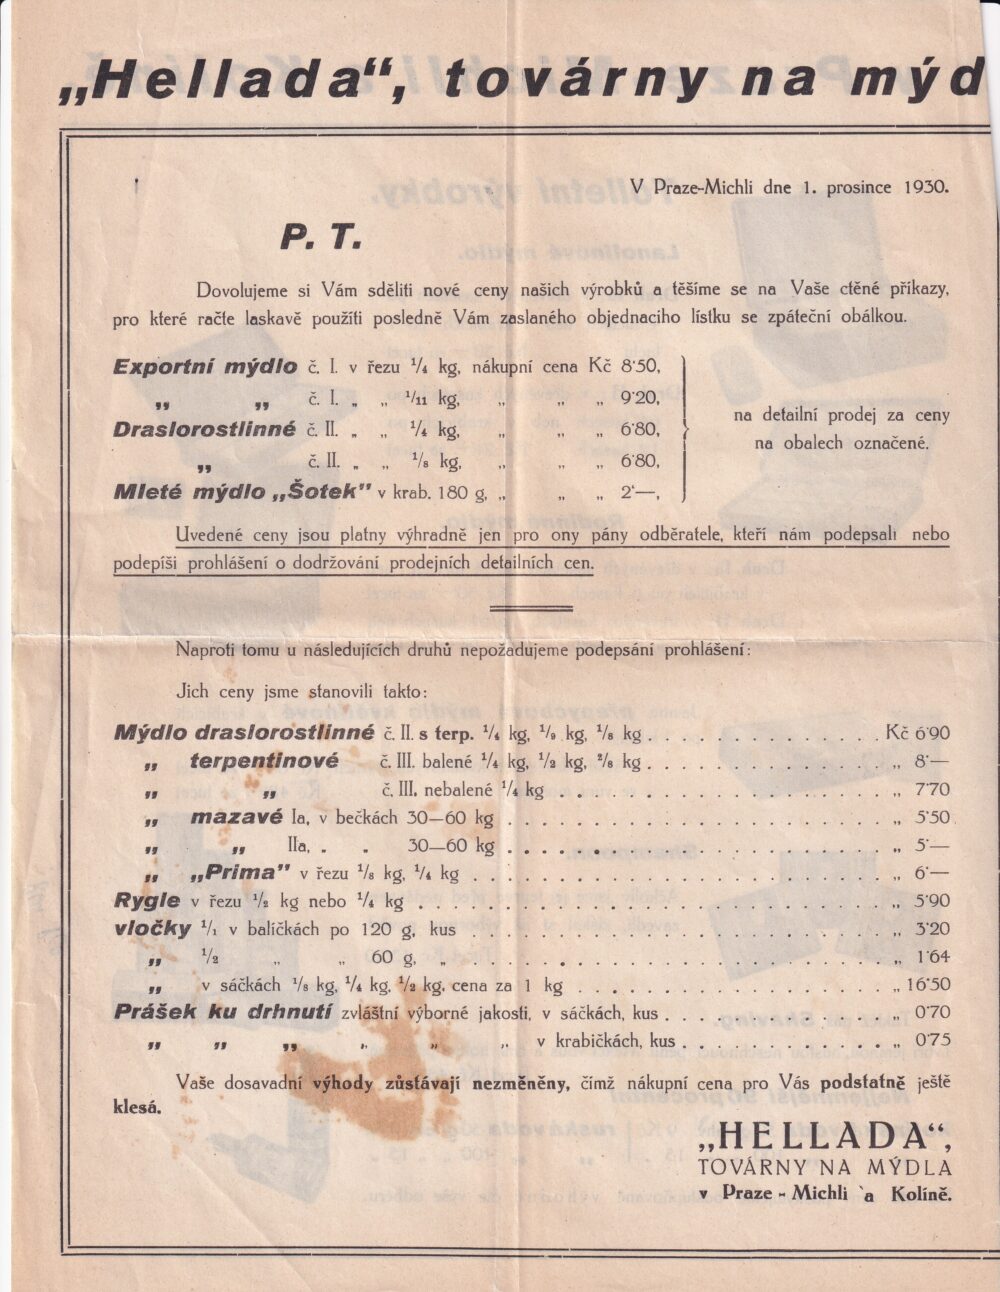 „Hellada“, továrny na mýd
V Praze-Michli dne 1. prosince 1930.
P. T.
Dovolujeme si Vám sděliti nové ceny našich výrobků a těšíme se na Vaše ctěné příkazy,
pro které račte laskavě použíti posledně Vám zaslaného objednacího lístku se zpáteční obálkou.
Exportní mýdlo č. I. v řezu 1/4 kg, nákupní cena Kč 8·50,
„ „ č. I. „ „ 1/11 kg, „ „ „ 9·20,
Draslorostlinné č. II. „ „ 1/4 kg, „ „ „ 6·80,
„ č. II. „ „ 1/8 kg, „ „ „ 6·80,
Mleté mýdlo „Šotek” v krab. 180 g, „ „ „ 2·—,
na detailní prodej za ceny
na obalech označené.
Uvedené ceny jsou platny výhradně jen pro ony pány odběratele, kteří nám podepsali nebo
podepíši prohlášení o dodržování prodejních detailních cen.
Naproti tomu u následujících druhů nepožadujeme podepsání prohlášení:
Jich ceny jsme stanovili takto:
Mýdlo draslorostlinné č. II. s terp. 1/4 kg, 1/9 kg, 1/8 kg . . . . . . . . . . . . Kč 6·90
„ terpentinové č. III. balené 1/4 kg, 1/2 kg, 2/8 kg . . . . . . . . . . . . „ 8·—
„ „ č. III. nebalené 1/4 kg . . . . . . . . . . . . „ 7·70
„ mazavé Ia, v bečkách 30—60 kg . . . . . . . . . . . . „ 5·50
„ „ IIa, „ „ 30—60 kg . . . . . . . . . . . . „ 5·—
„ „Prima” v řezu 1/8 kg, 1/4 kg . . . . . . . . . . . . „ 6·—
Rygle v řezu 1/2 kg nebo 1/4 kg . . . . . . . . . . . . „ 5·90
vločky 1/1 v balíčkách po 120 g, kus . . . . . . . . . . . . „ 3·20
„ 1/2 „ „ 60 g, „ . . . . . . . . . . . . „ 1·64
„ v sáčkách 1/8 kg, 1/4 kg, 1/2 kg, cena za 1 kg . . . . . . . . . . . . „ 16·50
Prášek ku drhnutí zvláštní výborné jakosti, v sáčkách, kus . . . . . . . . . . . . „ 0·70
„ „ „ „ „ „ v krabičkách, kus . . . . . . . . . . . . „ 0·75
Vaše dosavadní výhody zůstávají nezměněny, čímž nákupní cena pro Vás podstatně ještě
klesá.
„HELLADA“,
TOVÁRNY NA MÝDLA
v Praze - Michli a Kolíně.